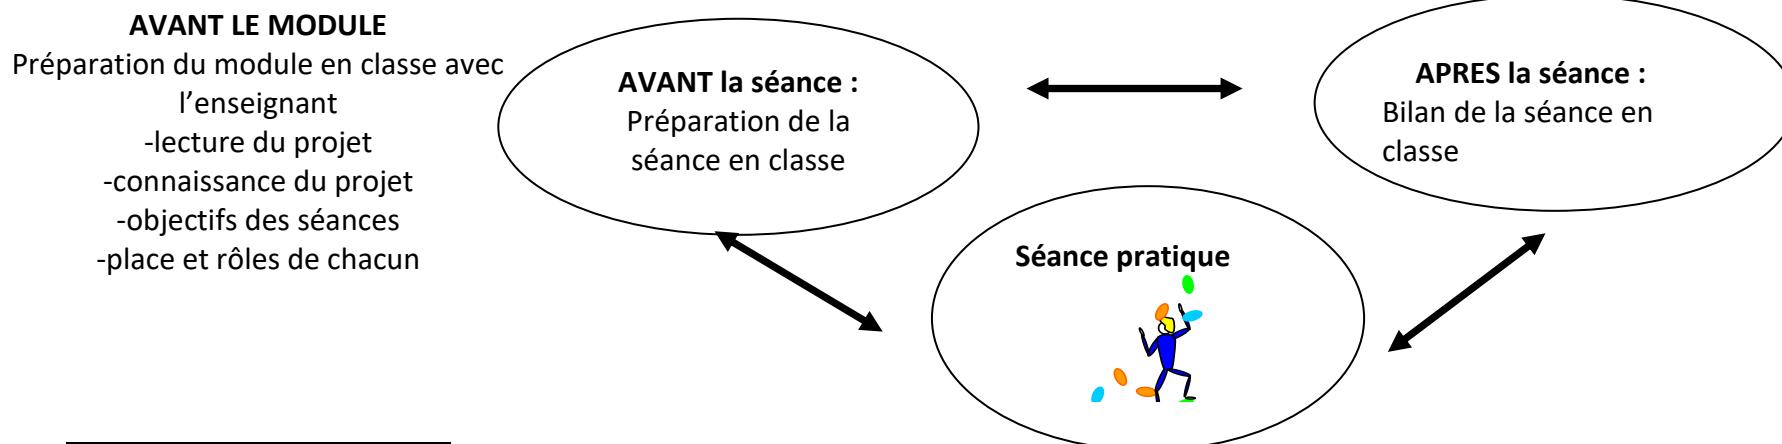 AVANT LE MODULE
Préparation du module en classe avec
l’enseignant
-lecture du projet
-connaissance du projet
-objectifs des séances
-place et rôles de chacun
AVANT la séance :
Préparation de la
séance en classe
APRES la séance :
Bilan de la séance en
classe
Séance pratique